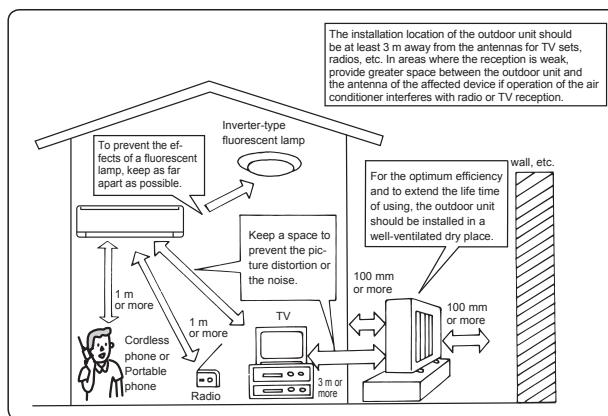 The installation location of the outdoor unit should
be at least 3 m away from the antennas for TV sets,
radios, etc. In areas where the reception is weak,
provide greater space between the outdoor unit and
the antenna of the affected device if operation of the air
conditioner interferes with radio or TV reception.
Inverter-type
fluorescent lamp
To prevent the ef-
fects of a fluorescent
lamp, keep as far
apart as possible.
wall, etc.
For the optimum efficiency
and to extend the life time
of using, the outdoor unit
should be installed in a
well-ventilated dry place.
Keep a space to
prevent the pic-
ture distortion or
the noise.
1 m
or more
1 m
or more
TV
100 mm
or more
100 mm
or more
Cordless
phone or
Portable
phone
Radio
3 m or
more